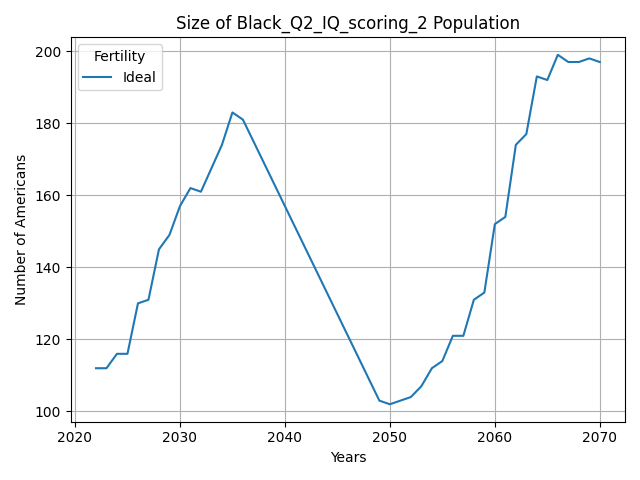 Size of Black_Q2_IQ_scoring_2 Population
Fertility
Ideal
Number of Americans
200
180
160
140
120
100
2020 2030 2040 2050 2060 2070
Years